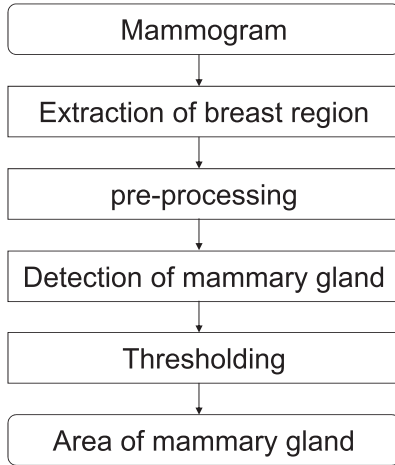 Mammogram
Extraction of breast region
pre-processing
Detection of mammary gland
Thresholding
Area of mammary gland